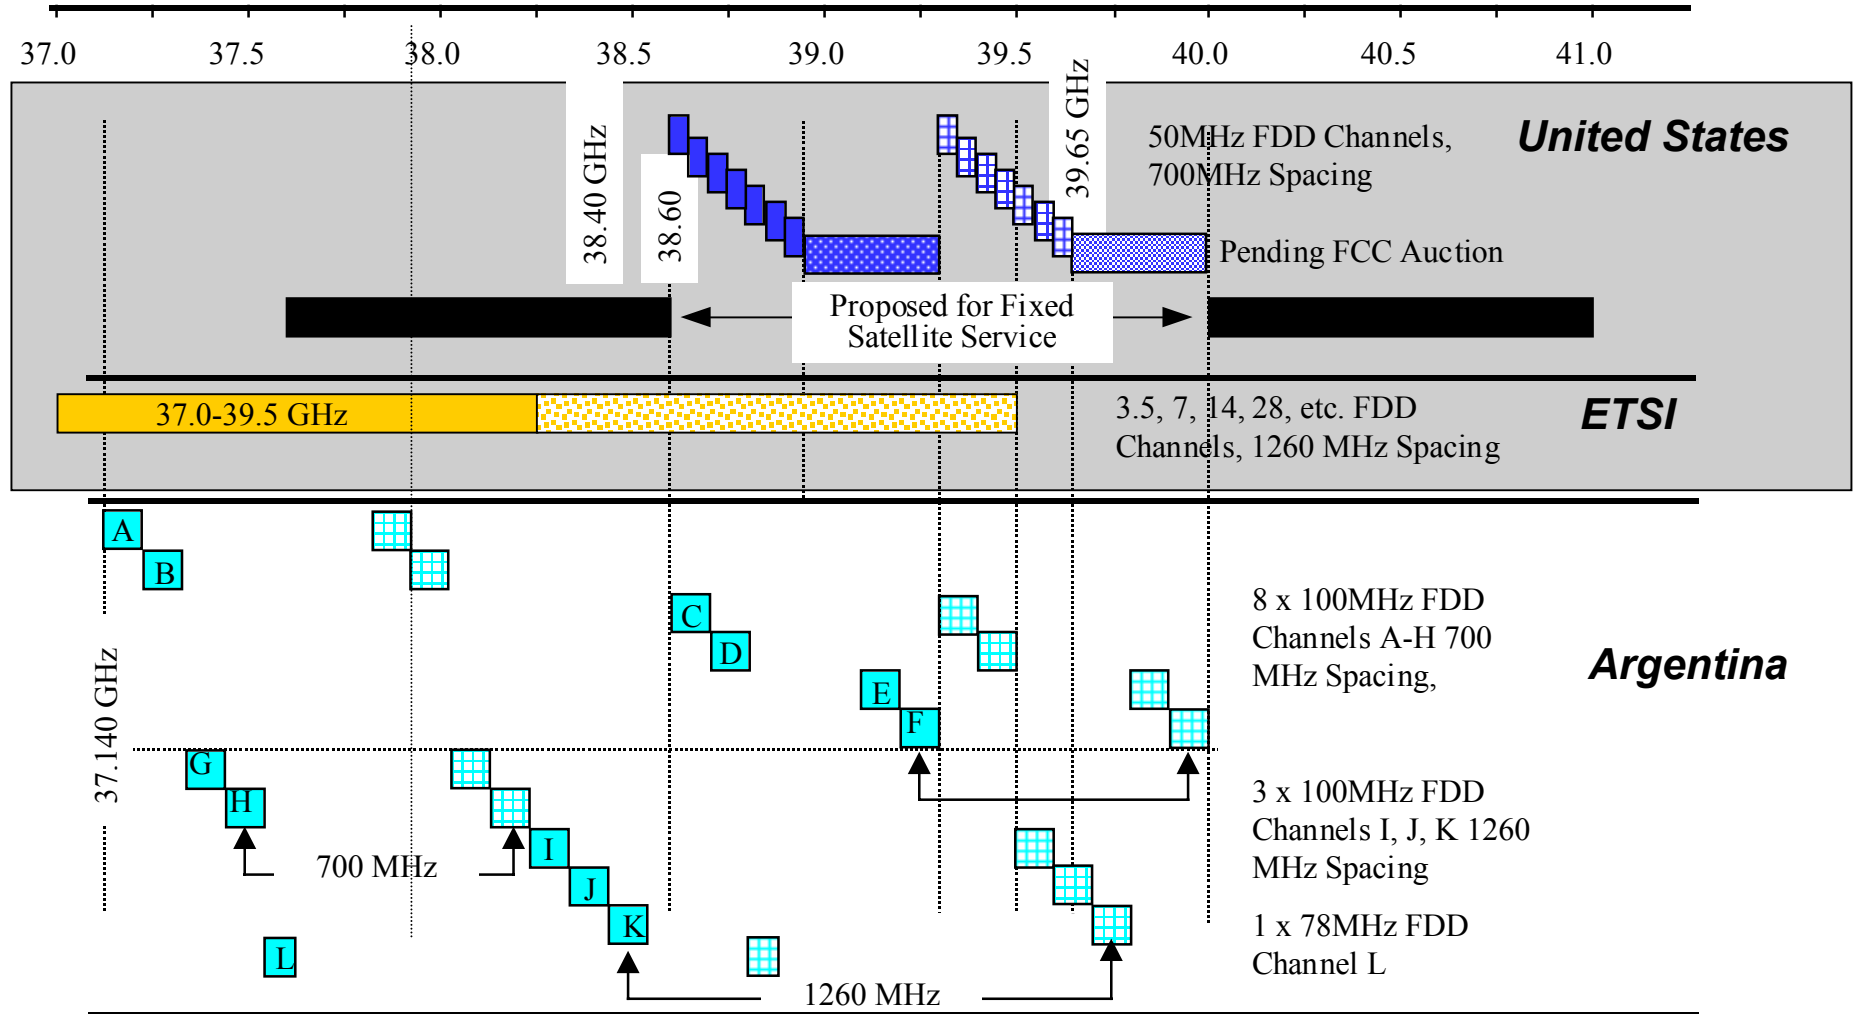 37.0 37.5 38.0 38.5 39.0 39.5 40.0 40.5 41.0
38.40 GHz
38.60
39.65 GHz
50MHz FDD Channels,
700MHz Spacing
United States
Pending FCC Auction
Proposed for Fixed
Satellite Service
37.0-39.5 GHz
3.5, 7, 14, 28, etc. FDD
Channels, 1260 MHz Spacing
ETSI
A
B
C
D
E
F
8 x 100MHz FDD
Channels A-H 700
MHz Spacing,
Argentina
37.140 GHz
G
H
I
J
K
L
700 MHz
3 x 100MHz FDD
Channels I, J, K 1260
MHz Spacing
1 x 78MHz FDD
Channel L
1260 MHz